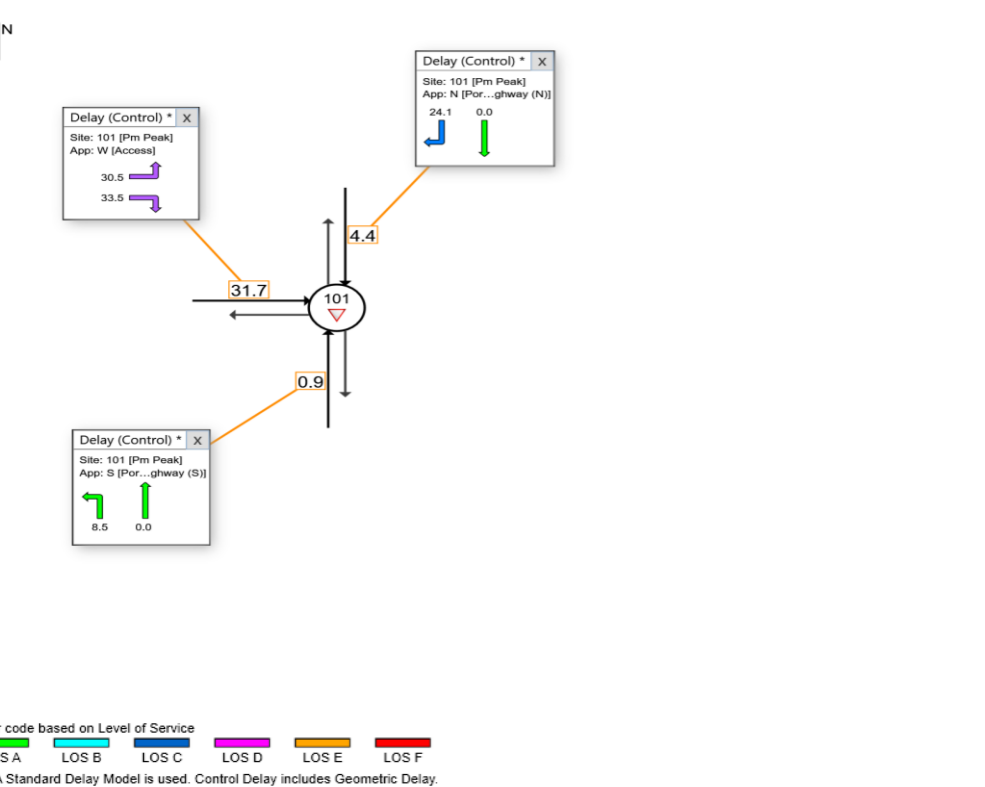 N
Delay (Control) * X
Site: 101 [Pm Peak]
App: N [Por...ghway (N)]
24.1 0.0
Delay (Control) * X
Site: 101 [Pm Peak]
App: W [Access]
30.5
33.5
4.4
31.7
101
0.9
Delay (Control) * X
Site: 101 [Pm Peak]
App: S [Por...ghway (S)]
8.5 0.0
code based on Level of Service
S A LOS B LOS C LOS D LOS E LOS F
Standard Delay Model is used. Control Delay includes Geometric Delay.